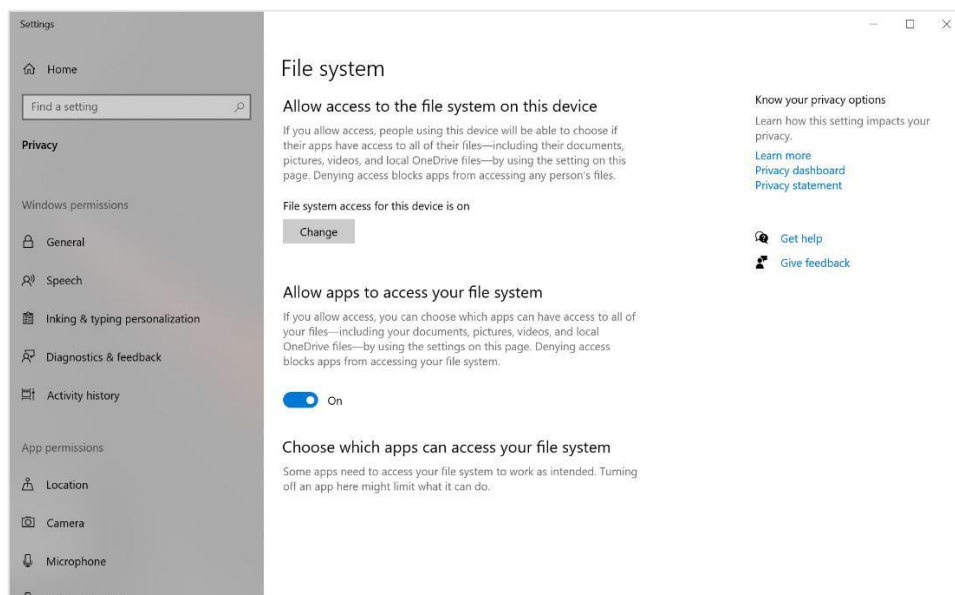 Settings
Home
Find a setting
Privacy
Windows permissions
General
Speech
Inking & typing personalization
Diagnostics & feedback
Activity history
App permissions
Location
Camera
Microphone
File system
Allow access to the file system on this device
If you allow access, people using this device will be able to choose if
their apps have access to all of their files—including their documents,
pictures, videos, and local OneDrive files—by using the setting on this
page. Denying access blocks apps from accessing any person's files.
File system access for this device is on
Change
Allow apps to access your file system
If you allow access, you can choose which apps can have access to all of
your files—including your documents, pictures, videos, and local
OneDrive files—by using the settings on this page. Denying access
blocks apps from accessing your file system.
On
Choose which apps can access your file system
Some apps need to access your file system to work as intended. Turning
off an app here might limit what it can do.
Know your privacy options
Learn how this setting impacts your
privacy.
Learn more
Privacy dashboard
Privacy statement
Get help
Give feedback